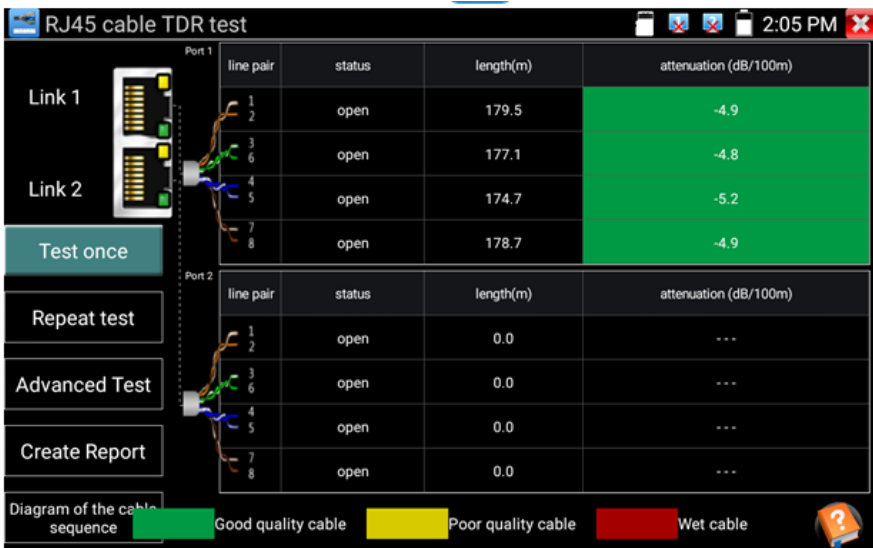 RJ45 cable TDR test
2:05 PM
Port 1
line pair status length(m) attenuation (dB/100m)
Link 1
1
2 open 179.5 -4.9
3
6 open 177.1 -4.8
Link 2
4
5 open 174.7 -5.2
7
8 open 178.7 -4.9
Test once
Port 2
line pair status length(m) attenuation (dB/100m)
Repeat test
1
2 open 0.0 ---
3
6 open 0.0 ---
Advanced Test
4
5 open 0.0 ---
Create Report
7
8 open 0.0 ---
Diagram of the cable
sequence
Good quality cable Poor quality cable Wet cable